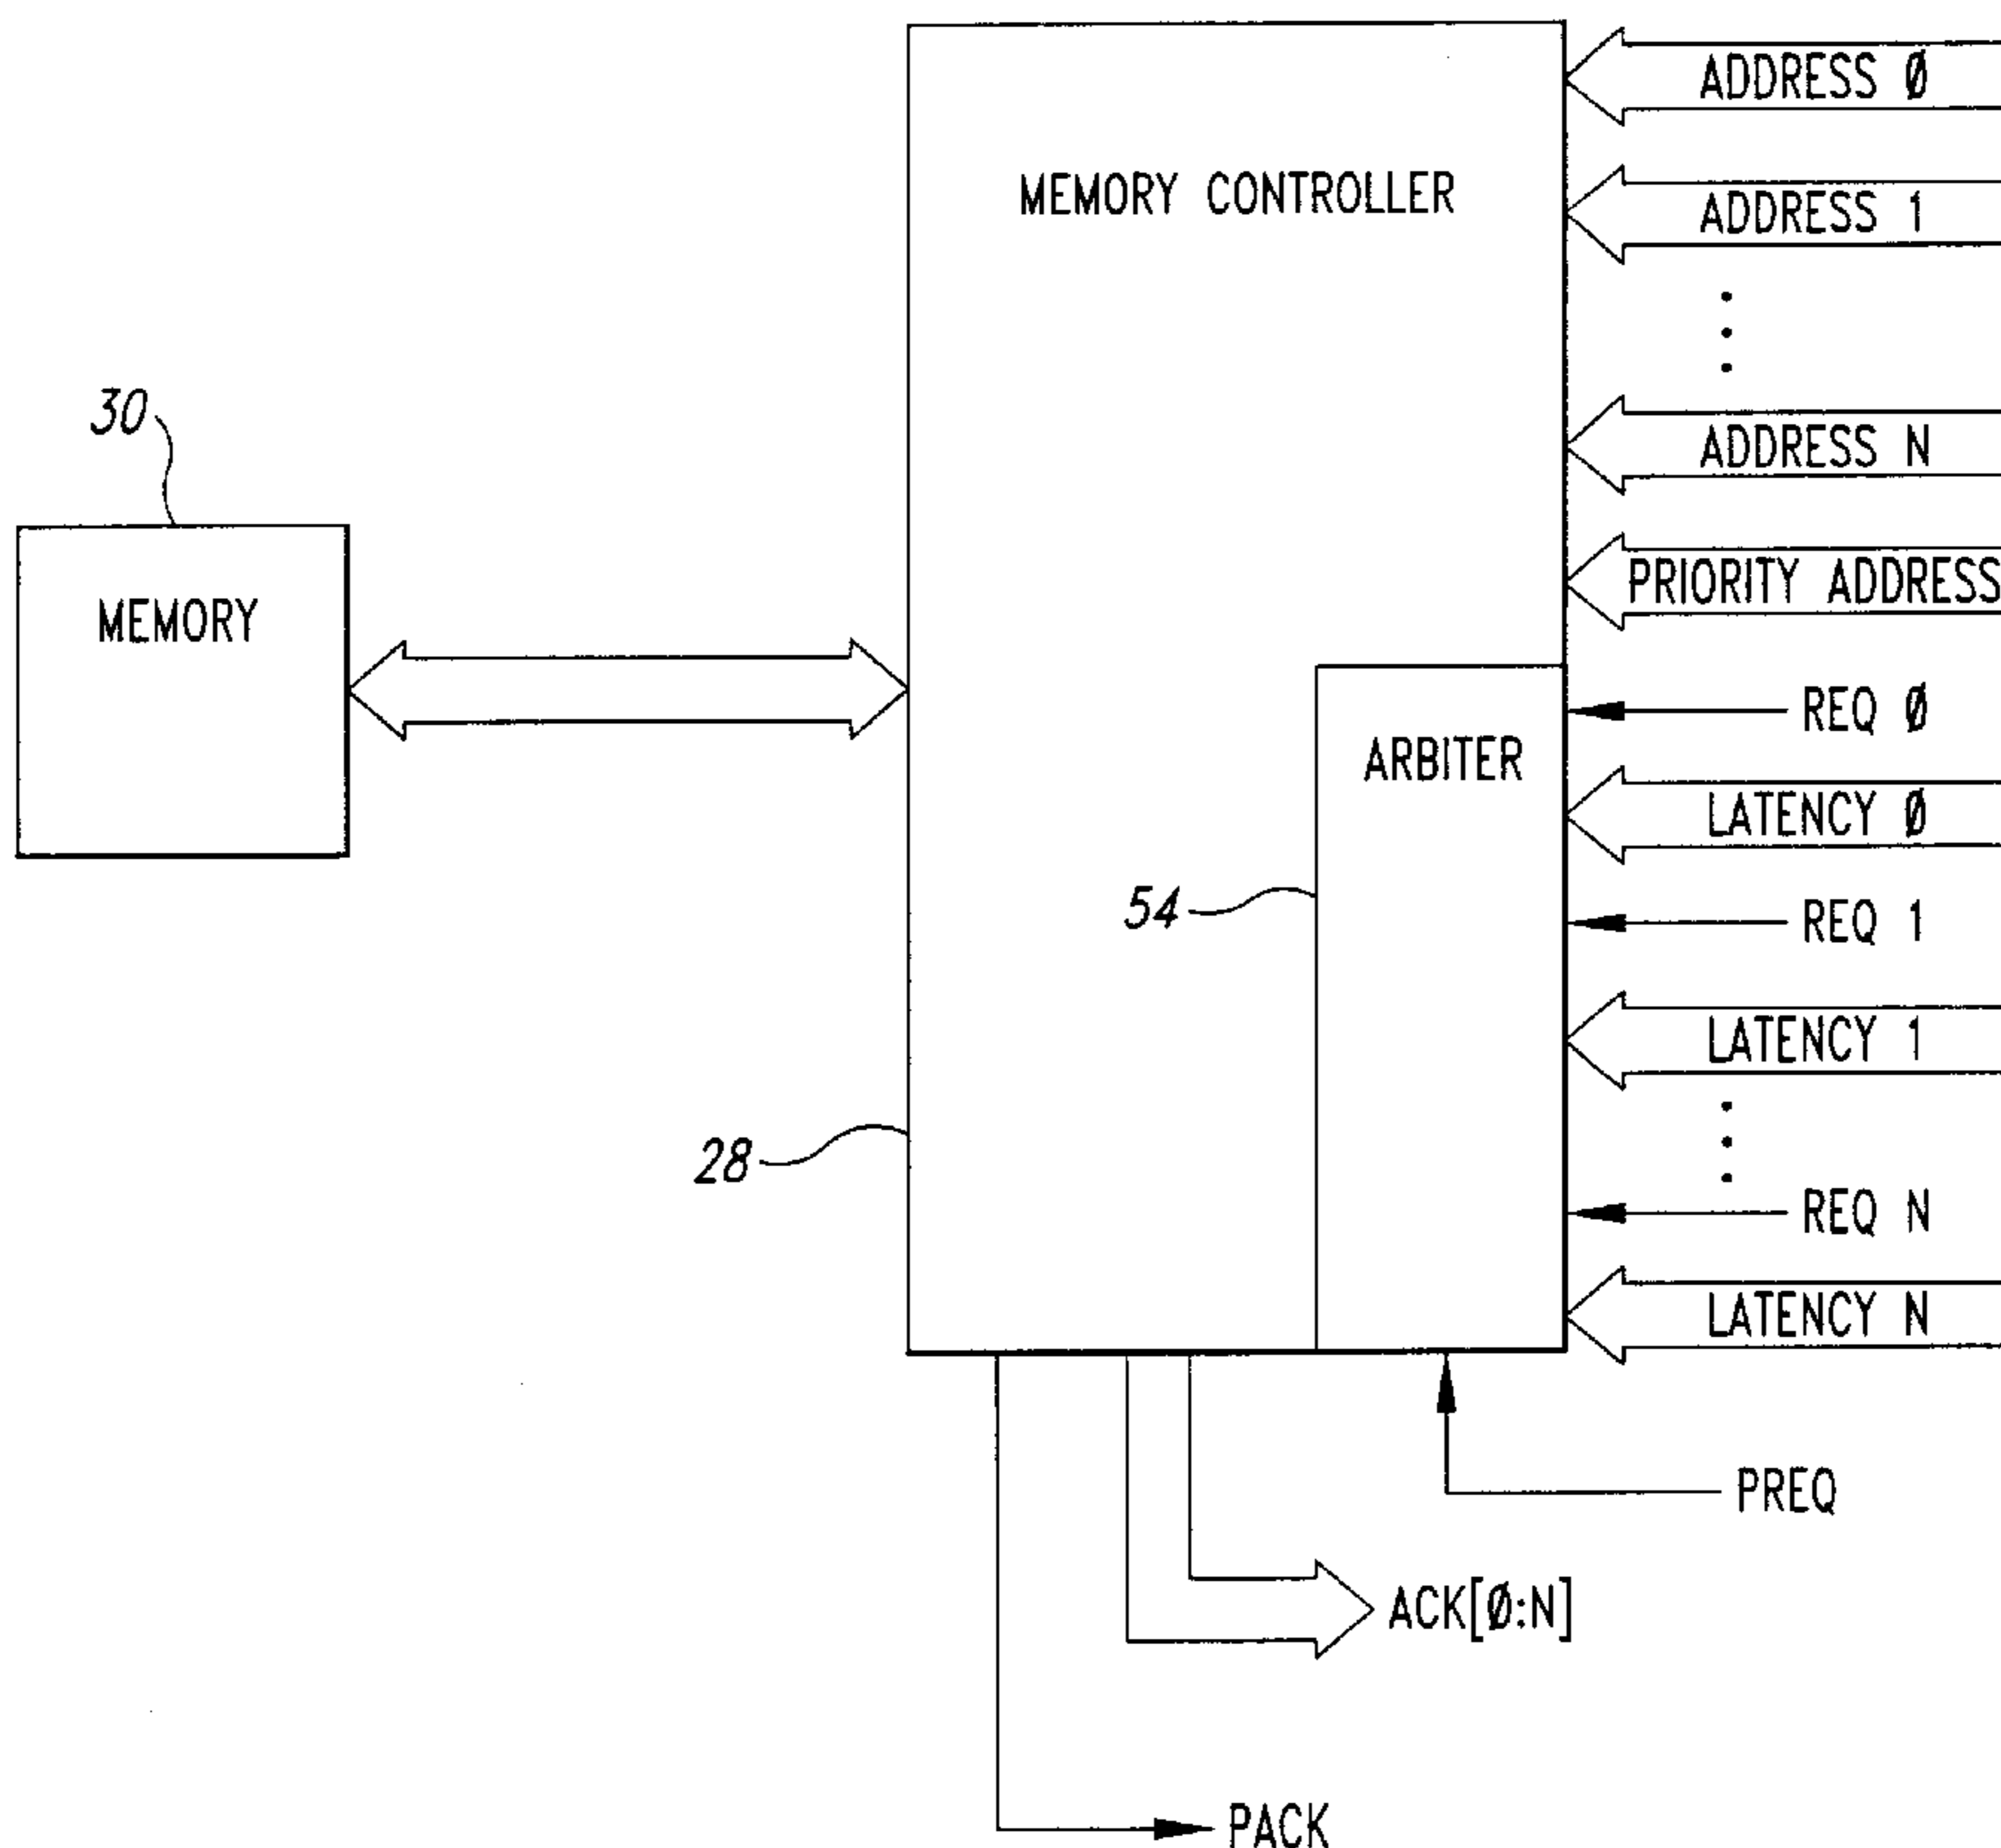 ADDRESS Ø
MEMORY CONTROLLER
ADDRESS 1
30
ADDRESS N
MEMORY
PRIORITY ADDRESS
REQ Ø
ARBITER
LATENCY Ø
54
REQ 1
LATENCY 1
28
REQ N
LATENCY N
PREQ
ACK[Ø:N]
PACK